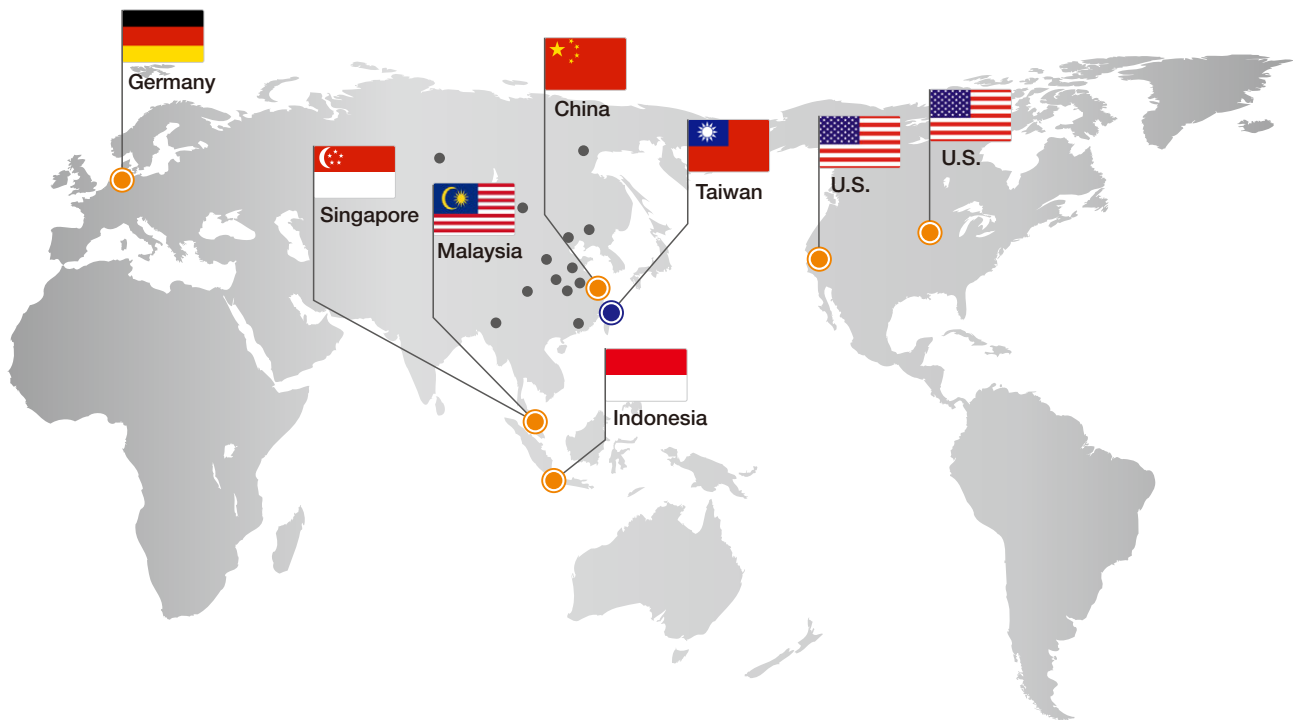 Germany
China
U.S.
U.S.
Taiwan
Singapore
Malaysia
Indonesia